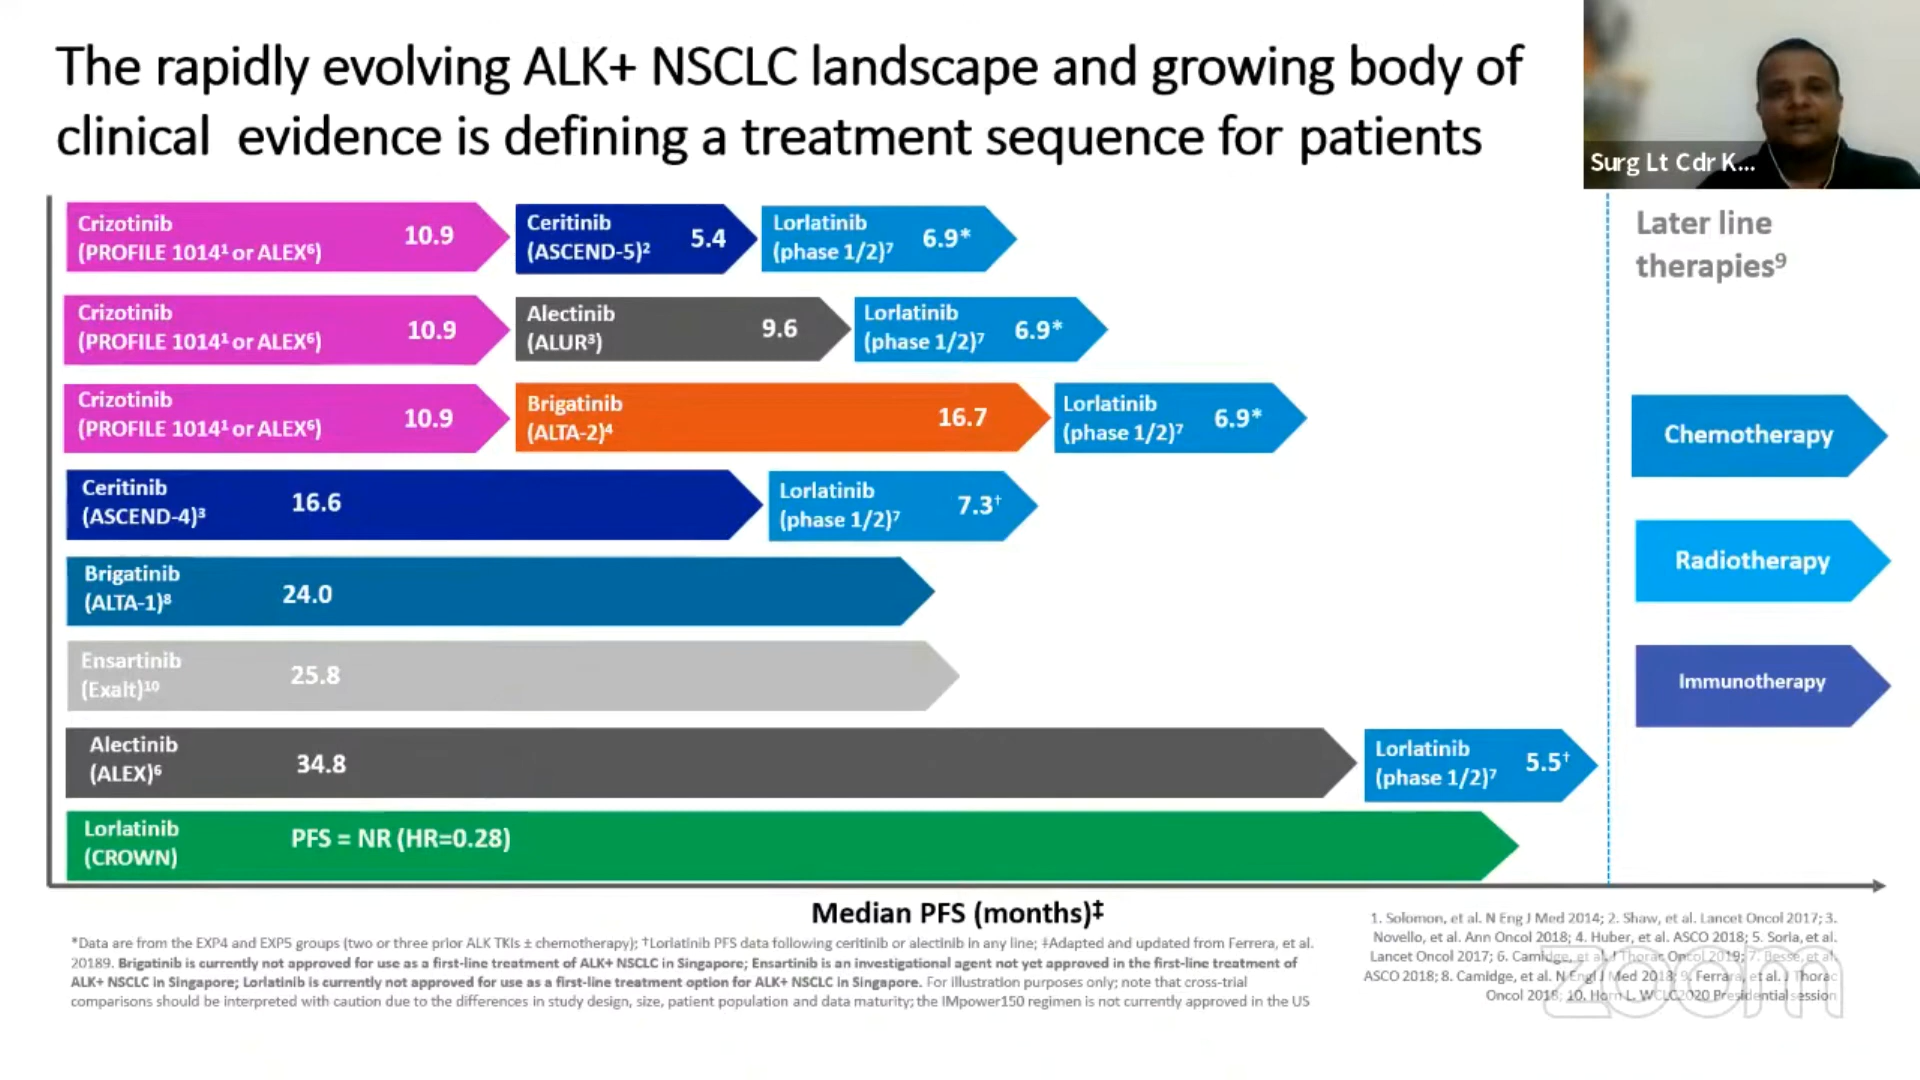 The rapidly evolving ALK+ NSCLC landscape and growing body of
clinical evidence is defining a treatment sequence for patients
Surg Lt Cdr K...
Crizotinib
(PROFILE 1014¹ or ALEX⁶)
10.9
Ceritinib
(ASCEND-5)²
5.4
Lorlatinib
(phase 1/2)⁷
6.9*
Crizotinib
(PROFILE 1014¹ or ALEX⁶)
10.9
Alectinib
(ALUR³)
9.6
Lorlatinib
(phase 1/2)⁷
6.9*
Crizotinib
(PROFILE 1014¹ or ALEX⁶)
10.9
Brigatinib
(ALTA-2)⁴
16.7
Lorlatinib
(phase 1/2)⁷
6.9*
Ceritinib
(ASCEND-4)³
16.6
Lorlatinib
(phase 1/2)⁷
7.3†
Brigatinib
(ALTA-1)⁸
24.0
Ensartinib
(Exalt)¹⁰
25.8
Alectinib
(ALEX)⁶
34.8
Lorlatinib
(phase 1/2)⁷
5.5†
Lorlatinib
(CROWN)
PFS = NR (HR=0.28)
Later line
therapies⁹
Chemotherapy
Radiotherapy
Immunotherapy
Median PFS (months)‡
*Data are from the EXP4 and EXP5 groups (two or three prior ALK TKIs ± chemotherapy); †Lorlatinib PFS data following ceritinib or alectinib in any line; ‡Adapted and updated from Ferrera, et al.
20189. Brigatinib is currently not approved for use as a first-line treatment of ALK+ NSCLC in Singapore; Ensartinib is an investigational agent not yet approved in the first-line treatment of
ALK+ NSCLC in Singapore; Lorlatinib is currently not approved for use as a first-line treatment option for ALK+ NSCLC in Singapore. For illustration purposes only; note that cross-trial
comparisons should be interpreted with caution due to the differences in study design, size, patient population and data maturity; the IMpower150 regimen is not currently approved in the US
1. Solomon, et al. N Eng J Med 2014; 2. Shaw, et al. Lancet Oncol 2017; 3.
Novello, et al. Ann Oncol 2018; 4. Huber, et al. ASCO 2018; 5. Soria, et al.
Lancet Oncol 2017; 6. Camidge, et al. J Thorac Oncol 2019; 7. Besse, et al.
ASCO 2018; 8. Camidge, et al. N Engl J Med 2018; 9. Ferrara, et al. J Thorac
Oncol 2018; 10. Horn L. WCLC2020 Presidential session
zoom